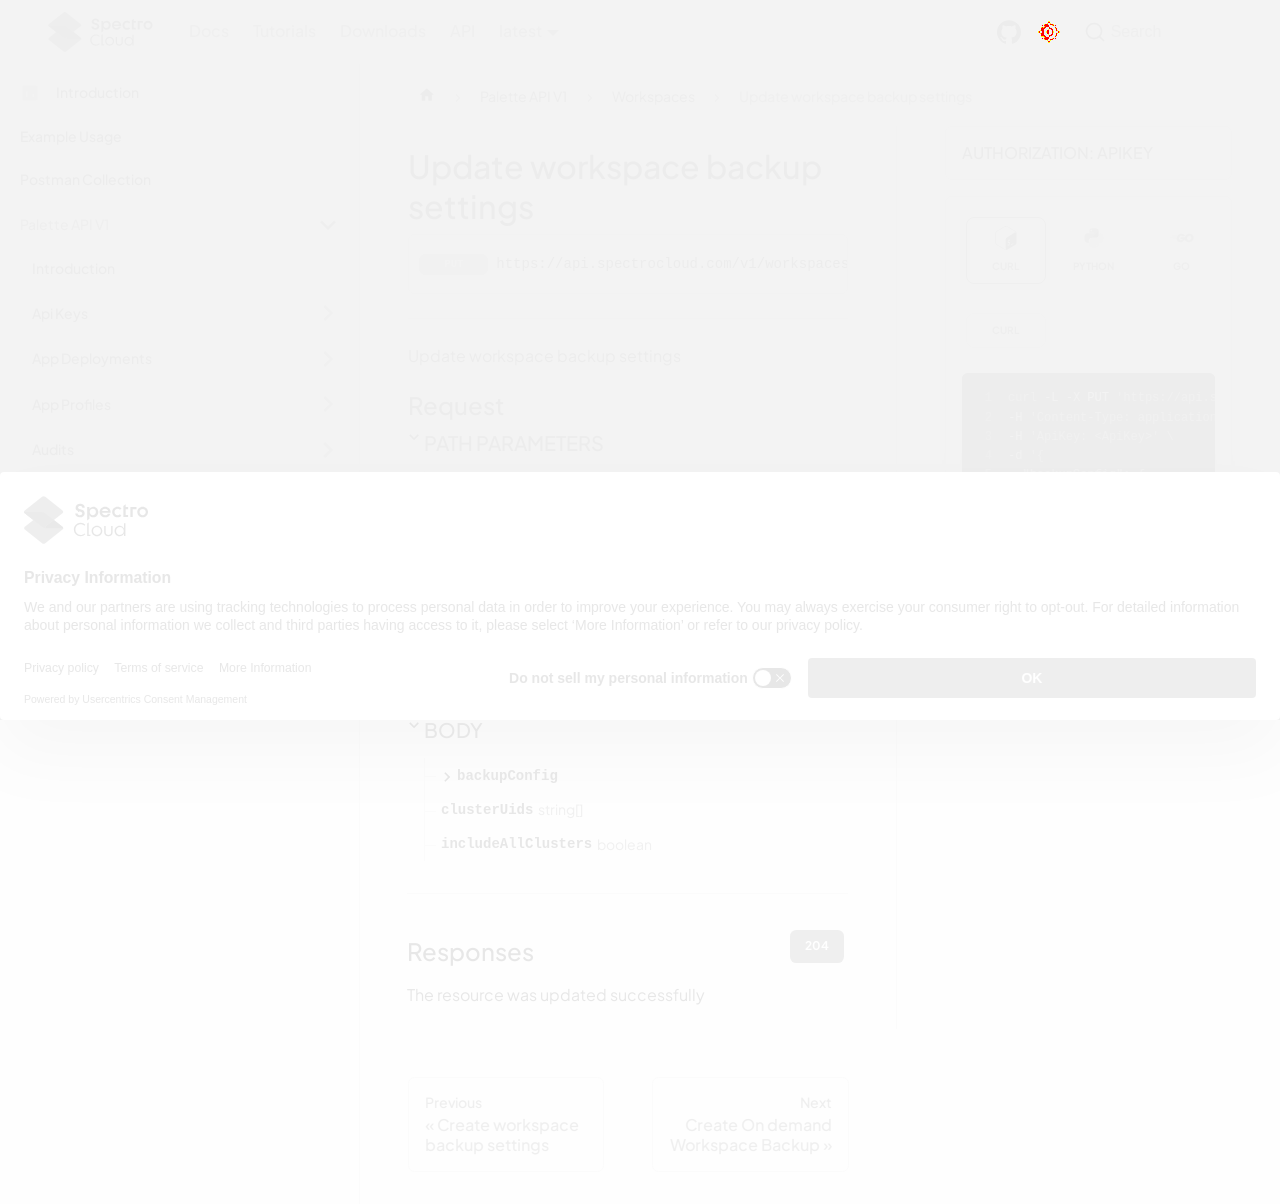 Spectro Cloud
Docs Tutorials Downloads API latest
Search
Introduction
Example Usage
Postman Collection
Palette API V1
Introduction
Api Keys
App Deployments
App Profiles
Audits
Palette API V1
Workspaces
Update workspace backup settings
Update workspace backup
settings
https://api.spectrocloud.com/v1/workspaces
Update workspace backup settings
Request
PATH PARAMETERS
AUTHORIZATION: APIKEY
CURL PYTHON GO
CURL
PUT
Spectro
Cloud
Privacy Information
We and our partners are using tracking technologies to process personal data in order to improve your experience. You may always exercise your consumer right to opt-out. For detailed information
about personal information we collect and third parties having access to it, please select ‘More Information’ or refer to our privacy policy.
Privacy policy Terms of service More Information
Do not sell my personal information
OK
Powered by Usercentrics Consent Management
BODY
backupConfig
clusterUids string[]
includeAllClusters boolean
Responses
204
The resource was updated successfully
Previous
« Create workspace
backup settings
Next
Create On demand
Workspace Backup »